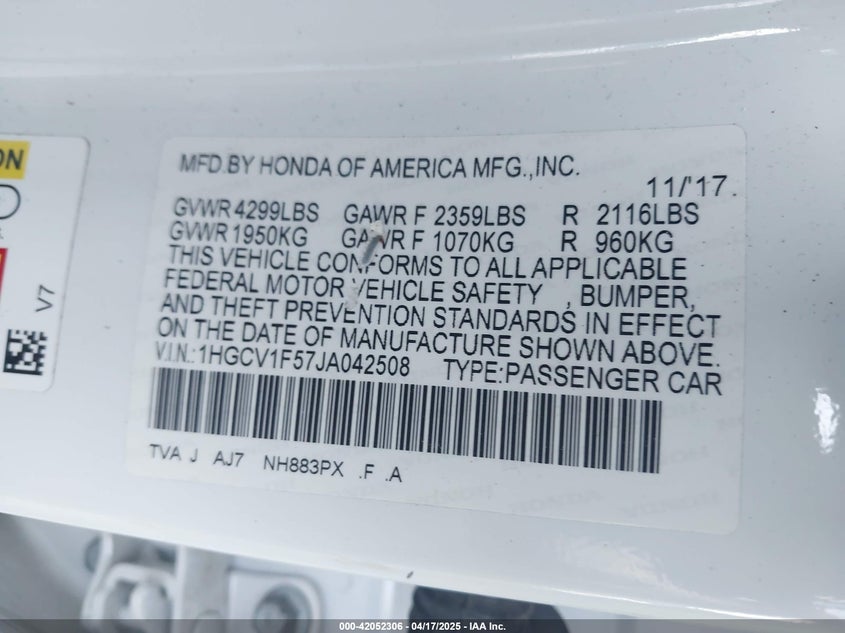 ON
V7
MFD.BY HONDA OF AMERICA MFG.,INC.
11/'17
GVWR 4299LBS GAWR F 2359LBS R 2116LBS
GVWR 1950KG GAWR F 1070KG R 960KG
THIS VEHICLE CONFORMS TO ALL APPLICABLE
FEDERAL MOTOR VEHICLE SAFETY , BUMPER,
AND THEFT PREVENTION STANDARDS IN EFFECT
ON THE DATE OF MANUFACTURE SHOWN ABOVE.
V.I.N.:1HGCV1F57JA042508 TYPE:PASSENGER CAR
TVA J AJ7 NH883PX .F .A
000-42052306 - 04/17/2025 - IAA Inc.